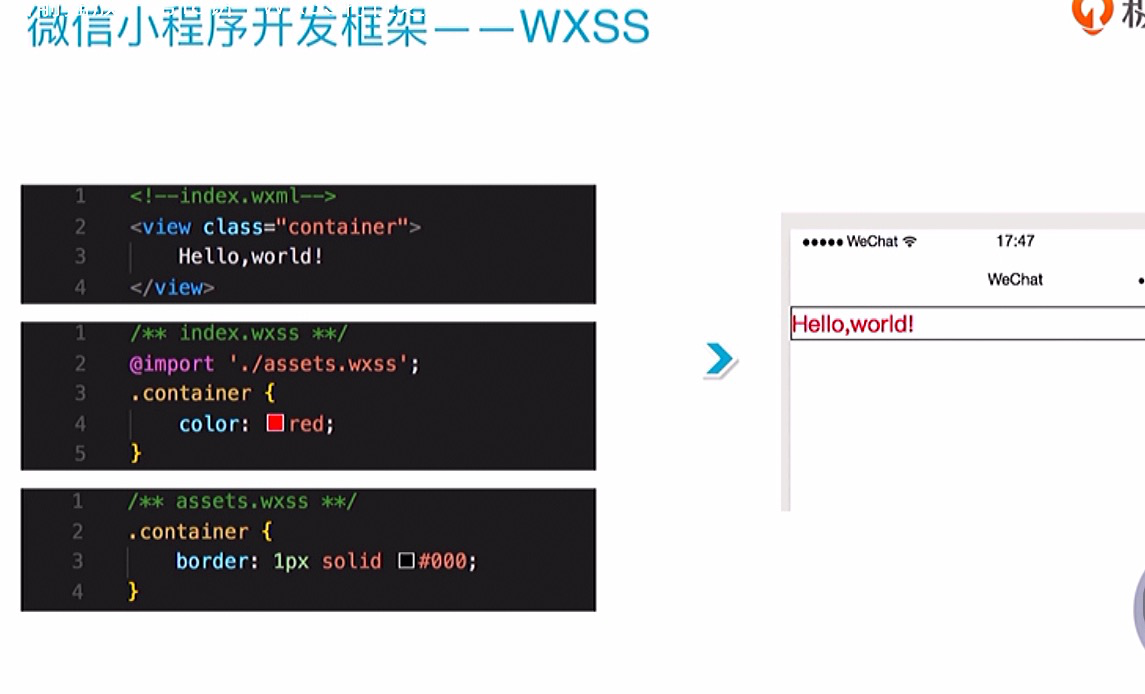 微信小程序开发框架——WXSS
1 <!--index.wxml-->
2 <view class="container">
3 Hello,world!
4 </view>
1 /** index.wxss **/
2 @import './assets.wxss';
3 .container {
4 color: red;
5 }
1 /** assets.wxss **/
2 .container {
3 border: 1px solid #000;
4 }
WeChat 17:47
WeChat
Hello,world!